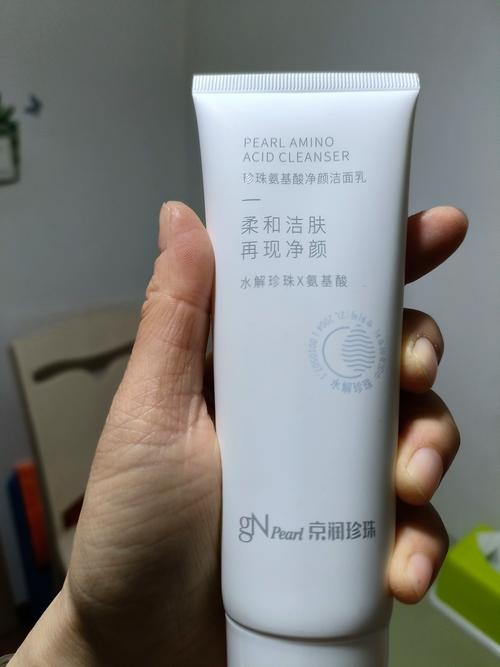 PEARL AMINO
ACID CLEANSER
珍珠氨基酸净颜洁面乳
柔和洁肤
再现净颜
水解珍珠X氨基酸
水解珍珠
gN Pearl 京润珍珠